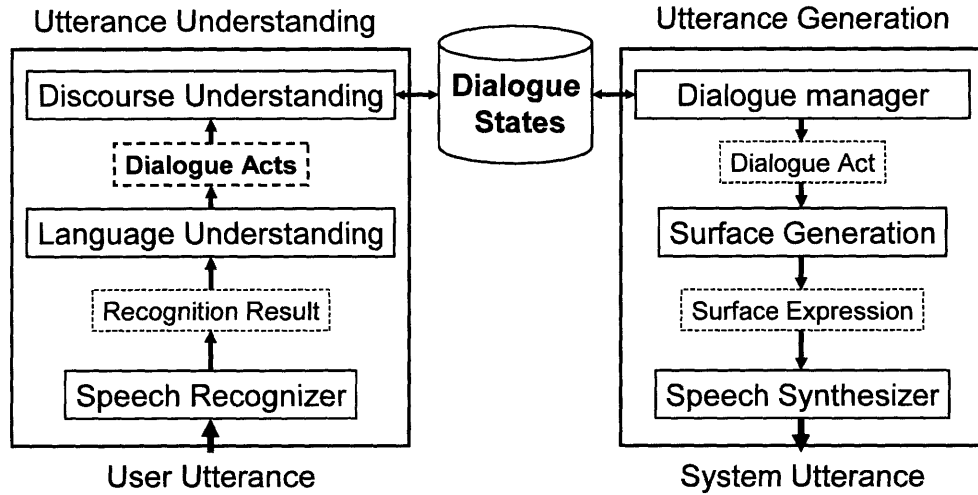 Utterance Understanding
Discourse Understanding
Dialogue Acts
Language Understanding
Recognition Result
Speech Recognizer
User Utterance
Dialogue
States
Utterance Generation
Dialogue manager
Dialogue Act
Surface Generation
Surface Expression
Speech Synthesizer
System Utterance